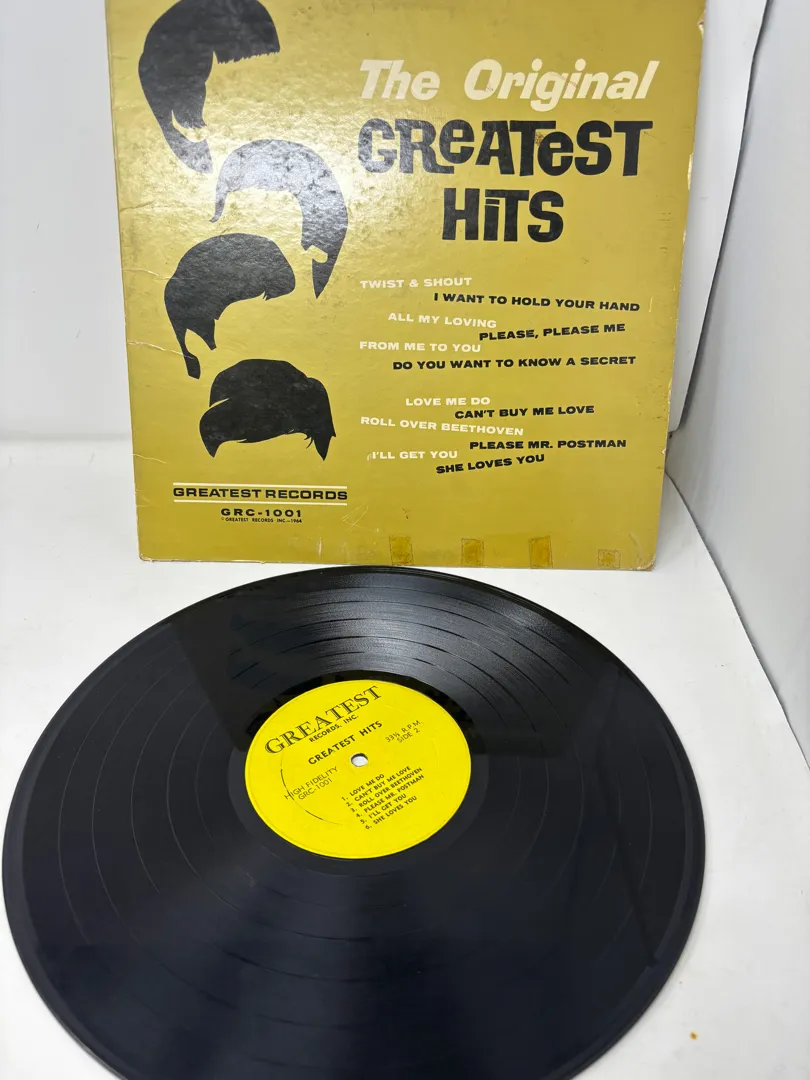 The Original
GREATEST
HITS
TWIST & SHOUT
I WANT TO HOLD YOUR HAND
ALL MY LOVING
PLEASE, PLEASE ME
FROM ME TO YOU
DO YOU WANT TO KNOW A SECRET
LOVE ME DO
CAN'T BUY ME LOVE
ROLL OVER BEETHOVEN
PLEASE MR. POSTMAN
I'LL GET YOU
SHE LOVES YOU
GREATEST RECORDS
GRC-1001
© GREATEST RECORDS INC.—1964
GREATEST
RECORDS, INC.
GREATEST HITS
33⅓ R.P.M.
SIDE 2
HIGH FIDELITY
GRC-1001
1. LOVE ME DO
2. CAN'T BUY ME LOVE
3. ROLL OVER BEETHOVEN
4. PLEASE MR. POSTMAN
5. I'LL GET YOU
6. SHE LOVES YOU